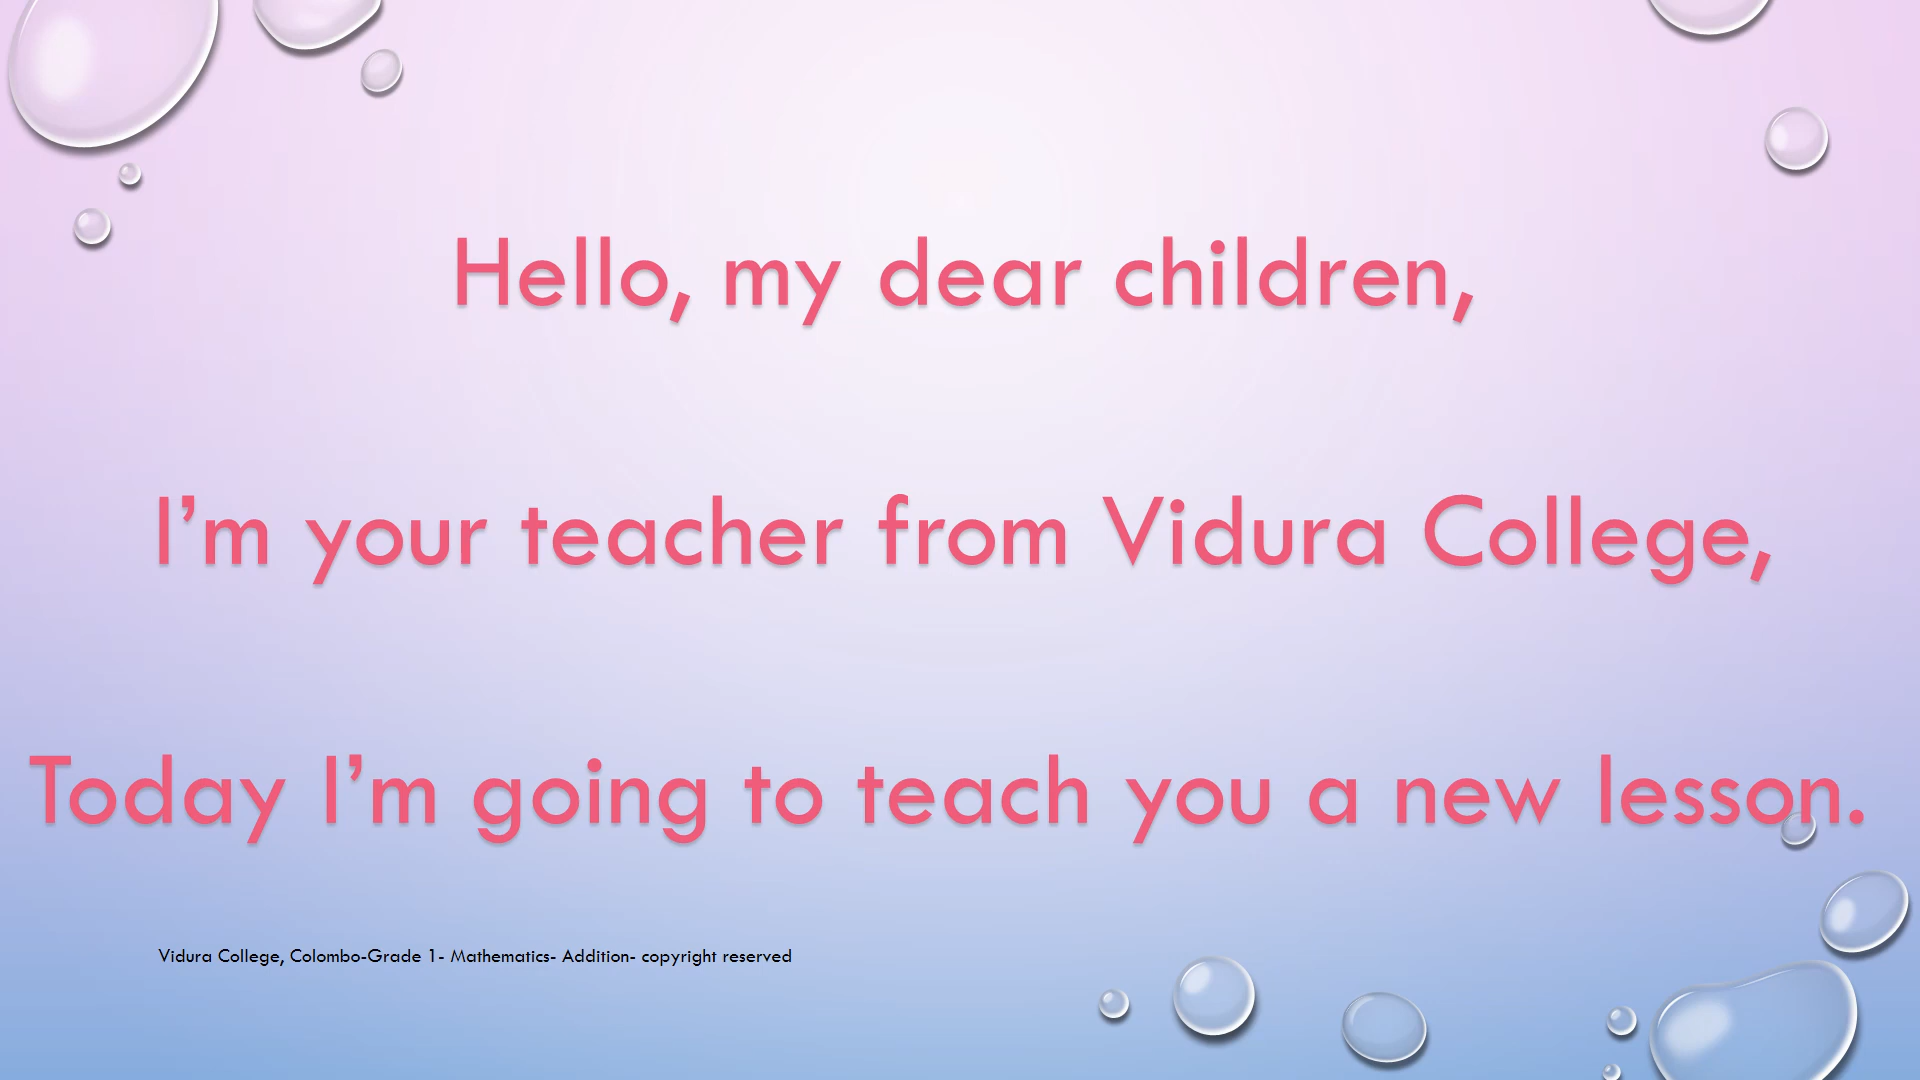 Hello, my dear children,
I’m your teacher from Vidura College,
Today I’m going to teach you a new lesson.
Vidura College, Colombo-Grade 1- Mathematics- Addition- copyright reserved